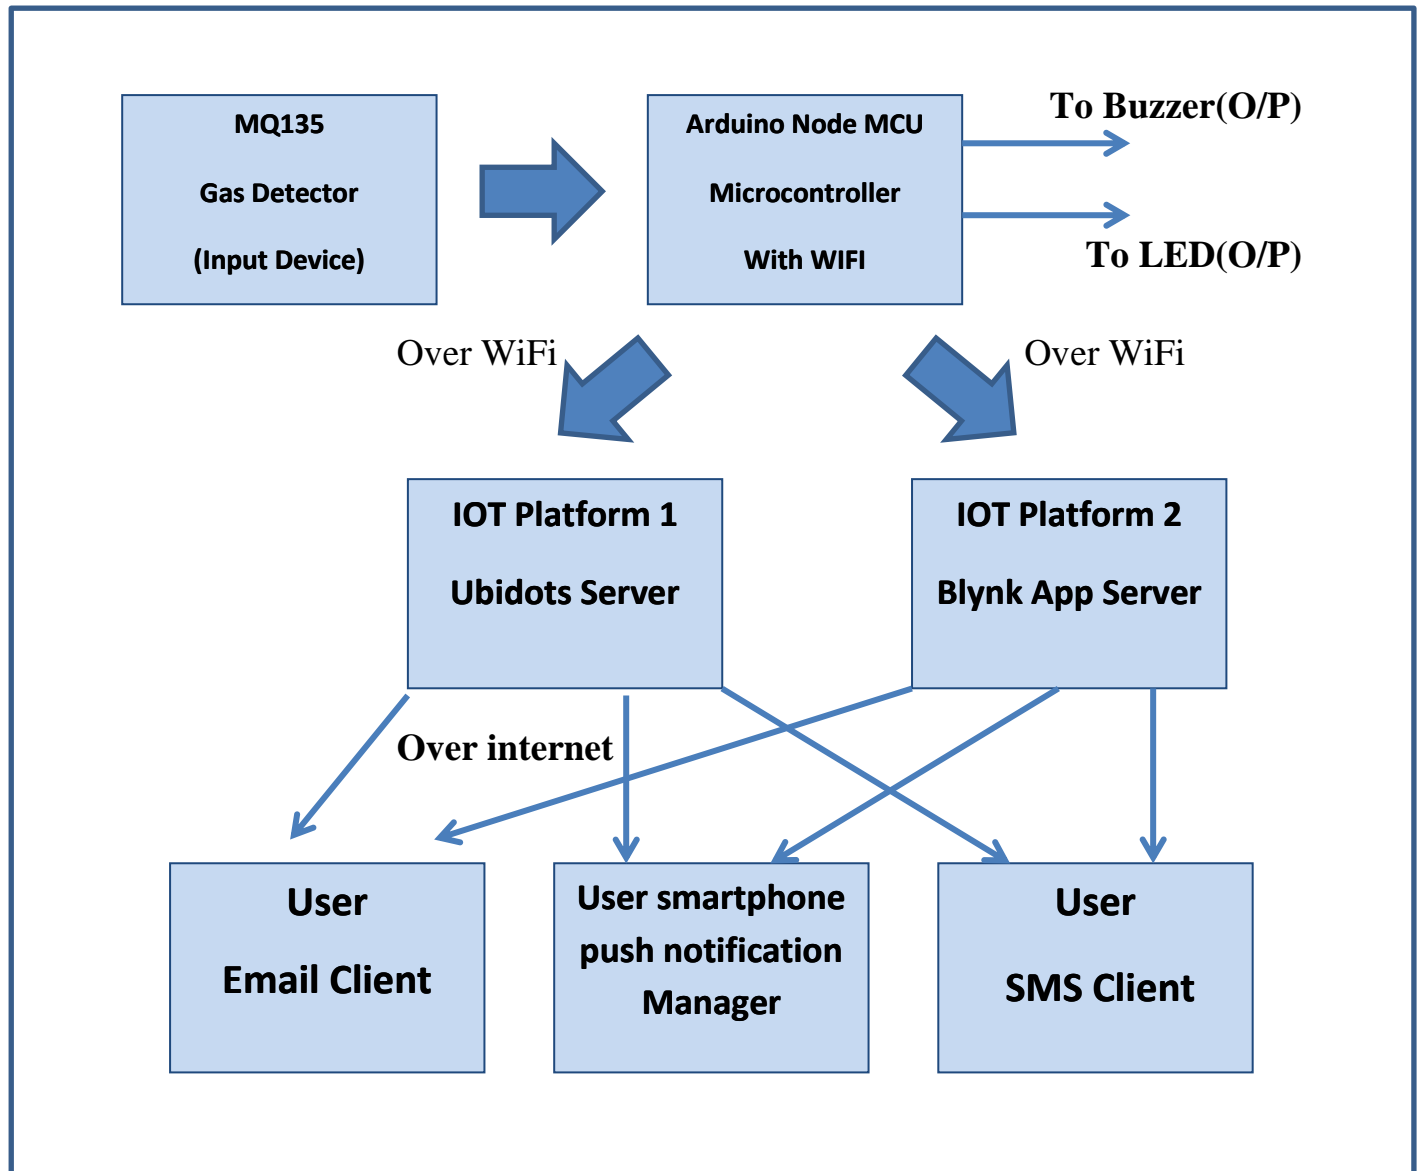 MQ135
Gas Detector
(Input Device)
Arduino Node MCU
Microcontroller
With WIFI
To Buzzer(O/P)
To LED(O/P)
Over WiFi
Over WiFi
IOT Platform 1
Ubidots Server
IOT Platform 2
Blynk App Server
Over internet
User
Email Client
User smartphone
push notification
Manager
User
SMS Client